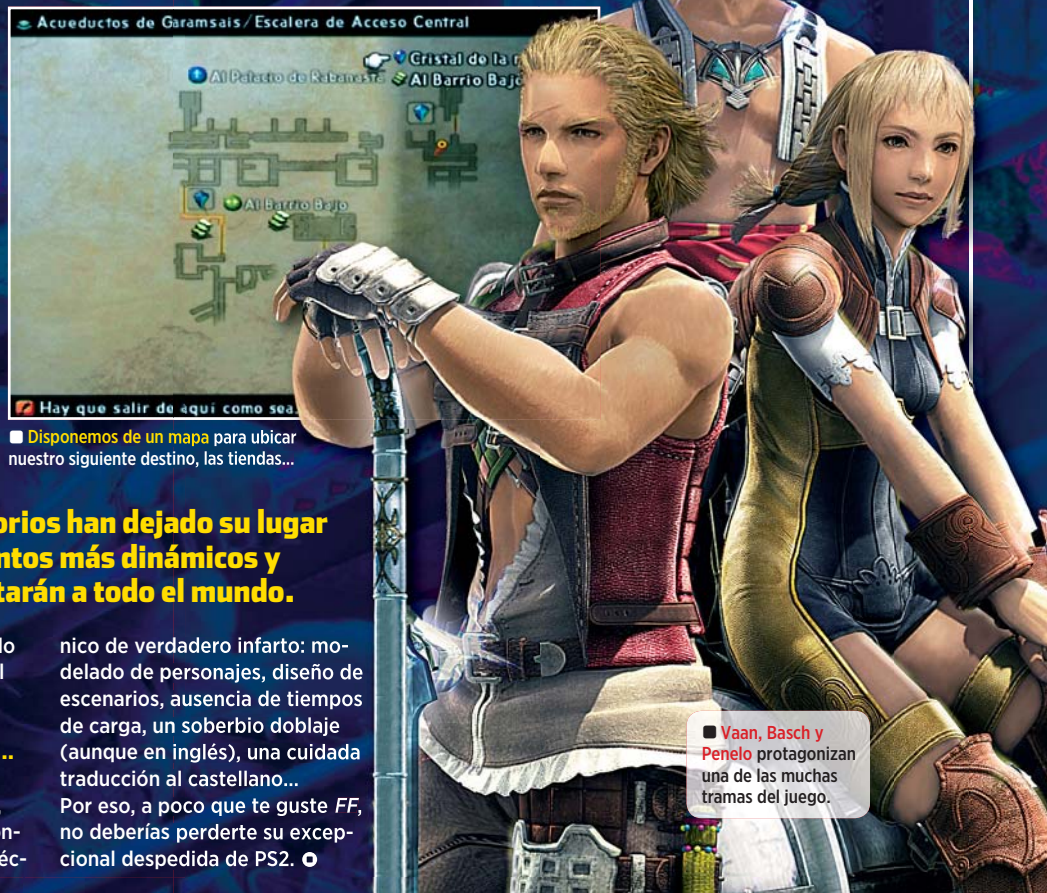 Acueductos de Garamsais/Escalera de Acceso Central
Cristal de la
Al Palacio de Rabanasta
Al Barrio Bajo
Al Barrio Bajo
Hay que salir de aquí como sea.
Disponemos de un mapa para ubicar
nuestro siguiente destino, las tiendas...
orios han dejado su lugar
ntos más dinámicos y
tarán a todo el mundo.
do
l
..
on-
éc-
nico de verdadero infarto: mo-
delado de personajes, diseño de
escenarios, ausencia de tiempos
de carga, un soberbio doblaje
(aunque en inglés), una cuidada
traducción al castellano...
Por eso, a poco que te guste FF,
no deberías perderte su excep-
cional despedida de PS2.
Vaan, Basch y
Penelo protagonizan
una de las muchas
tramas del juego.